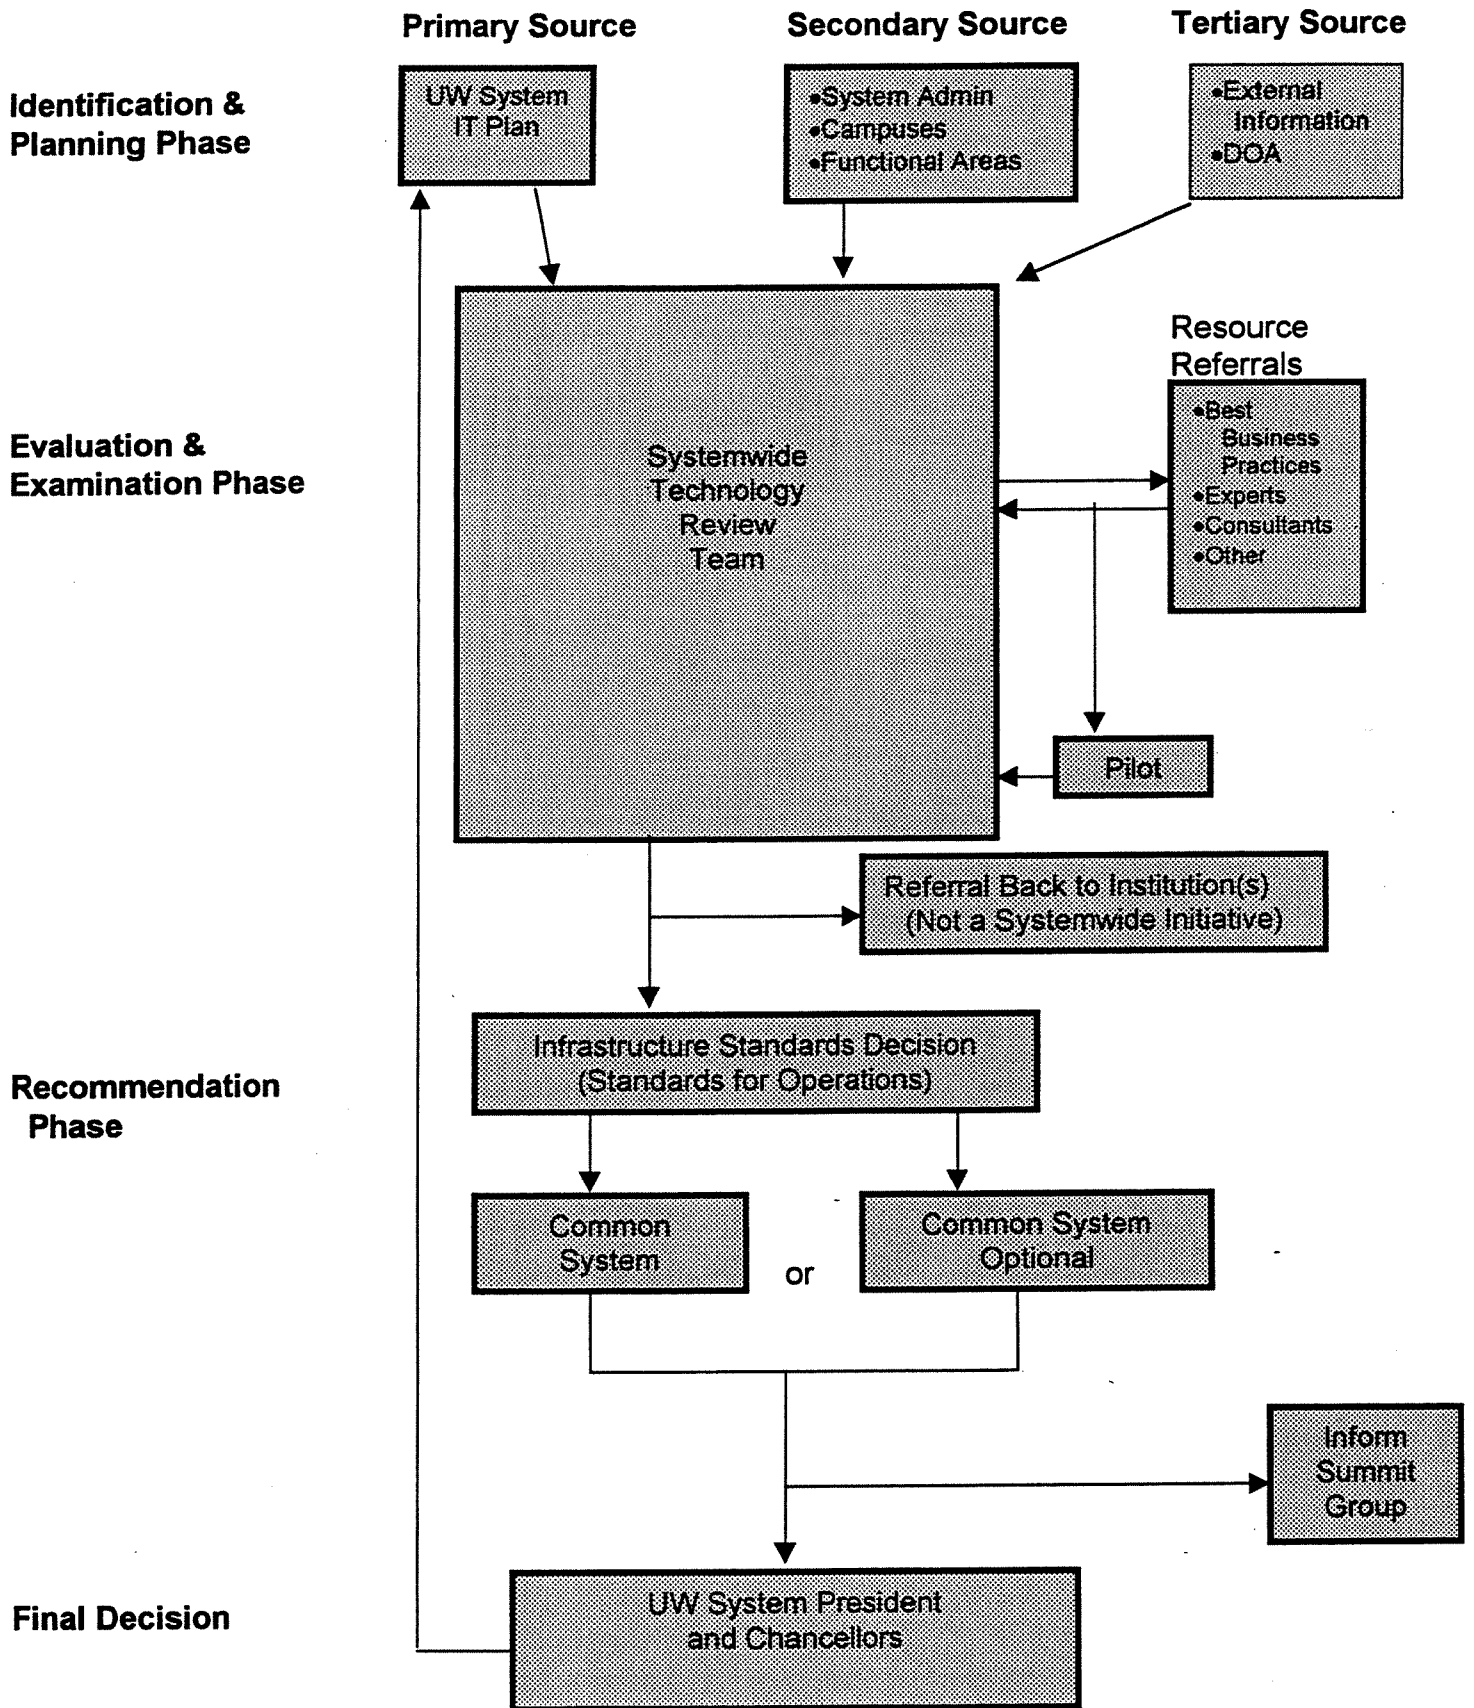 Primary Source
Secondary Source
Tertiary Source
Identification &
Planning Phase
UW System
IT Plan
•System Admin
•Campuses
•Functional Areas
•External
Information
•DOA
Resource
Referrals
•Best
Business
Practices
•Experts
•Consultants
•Other
Evaluation &
Examination Phase
Systemwide
Technology
Review
Team
Pilot
Referral Back to Institution(s)
(Not a Systemwide Initiative)
Infrastructure Standards Decision
(Standards for Operations)
Recommendation
Phase
Common
System
or
Common System
Optional
Inform
Summit
Group
Final Decision
UW System President
and Chancellors